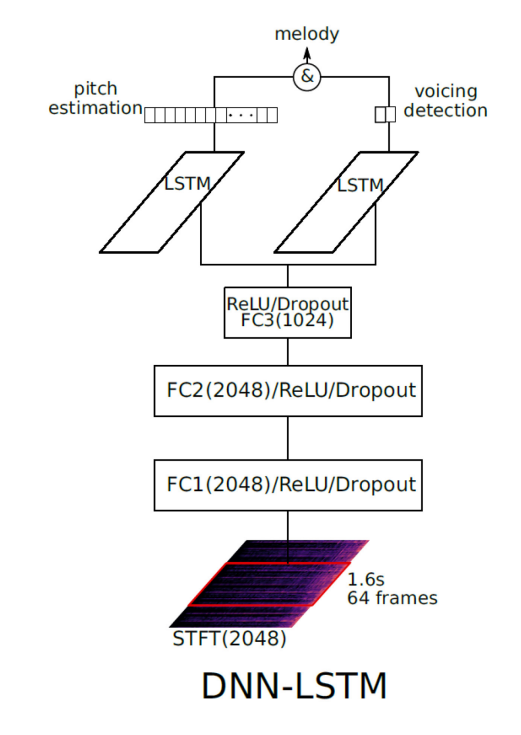 melody
&
pitch
estimation
...
voicing
detection
LSTM
LSTM
ReLU/Dropout
FC3(1024)
FC2(2048)/ReLU/Dropout
FC1(2048)/ReLU/Dropout
1.6s
64 frames
STFT(2048)
DNN-LSTM